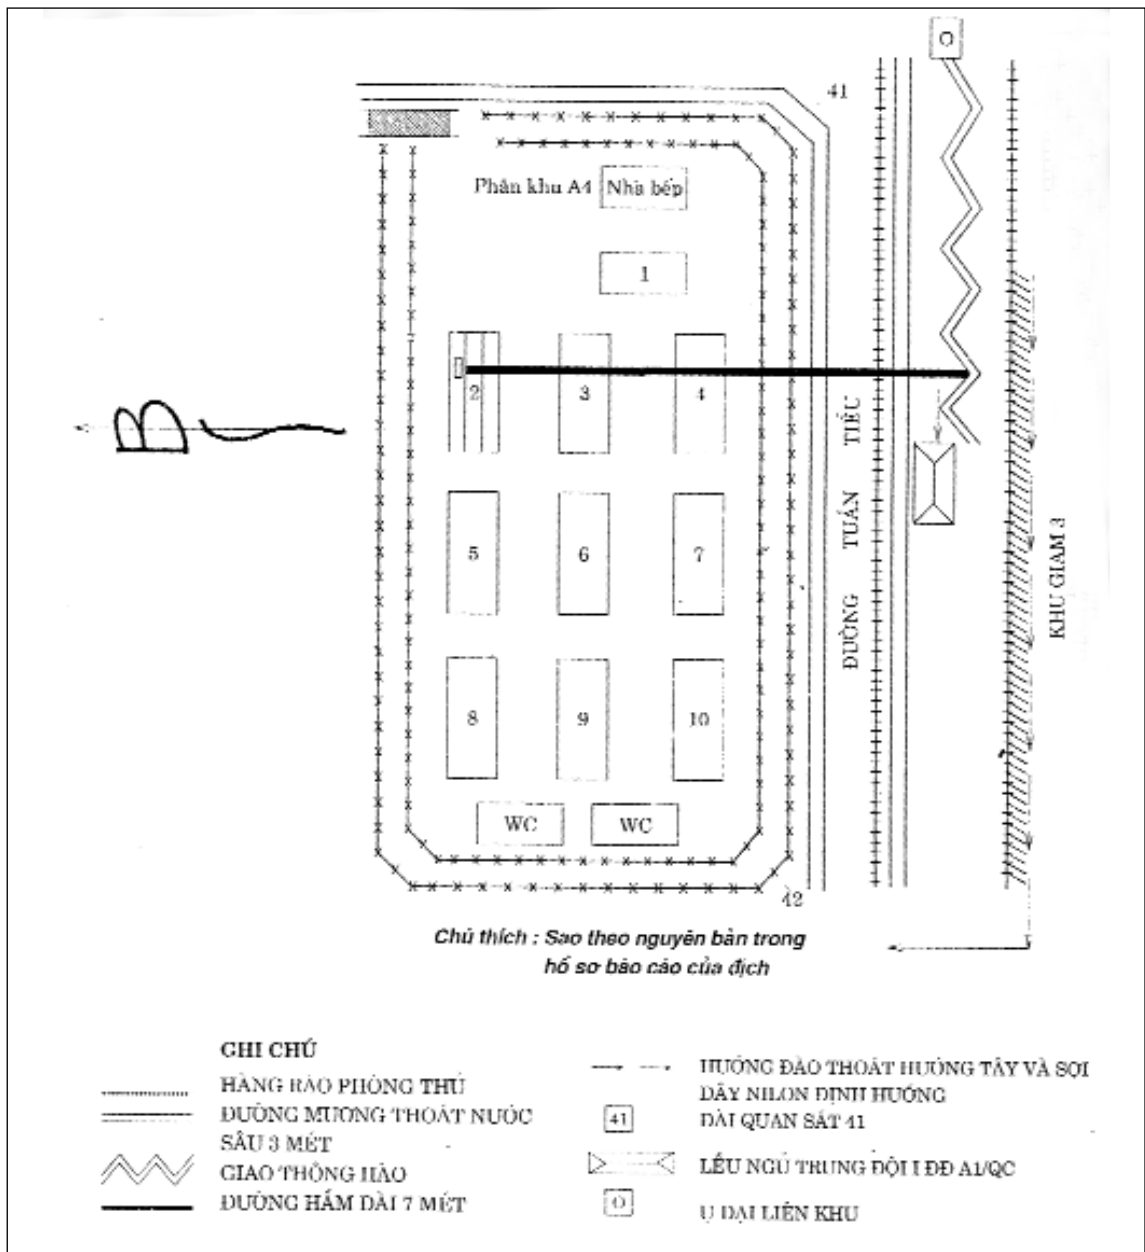 O
41
Phân khu A4 Nhà bếp
1
2 3 4
B
5 6 7
8 9 10
WC WC
42
ĐƯỜNG TUẦN TIỄU
KHU GIAM 3
Chú thích : Sao theo nguyên bản trong
hồ sơ báo cáo của địch
GHI CHÚ
HÀNG RÀO PHÒNG THỦ
ĐƯỜNG MƯƠNG THOÁT NƯỚC
SÂU 3 MÉT
GIAO THÔNG HÀO
ĐƯỜNG HẦM DÀI 7 MÉT
HƯỚNG ĐÀO THOÁT HƯỚNG TÂY VÀ SỢI
DÂY NILON ĐỊNH HƯỚNG
41 ĐÀI QUAN SÁT 41
LỀU NGỦ TRUNG ĐỘI I ĐĐ A1/QC
O Ụ ĐẠI LIÊN KHU